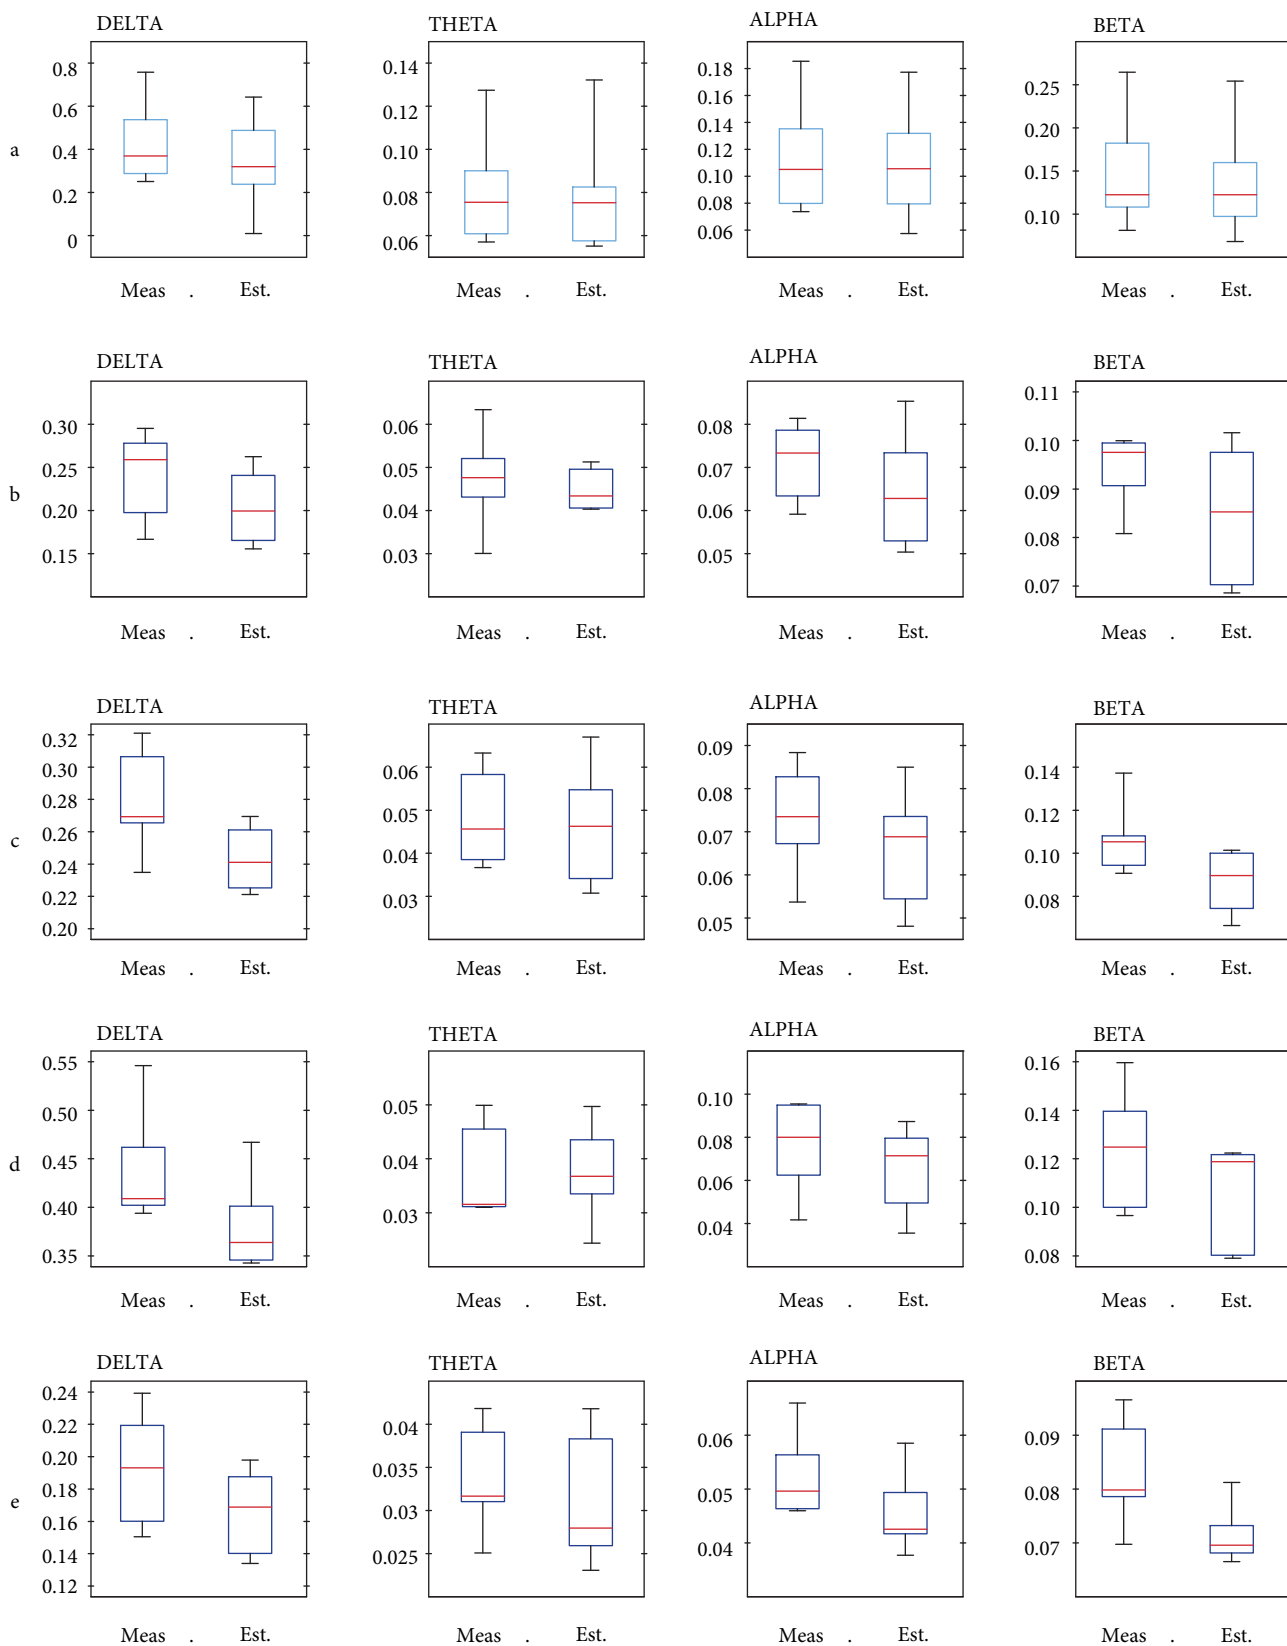 DELTA THETA ALPHA BETA
a
0.8 0.6 0.4 0.2 0
0.14 0.12 0.10 0.08 0.06
0.18 0.16 0.14 0.12 0.10 0.08 0.06
0.25 0.20 0.15 0.10
Meas . Est. Meas . Est. Meas . Est. Meas . Est.
DELTA THETA ALPHA BETA
b
0.30 0.25 0.20 0.15
0.06 0.05 0.04 0.03
0.08 0.07 0.06 0.05
0.11 0.10 0.09 0.08 0.07
Meas . Est. Meas . Est. Meas . Est. Meas . Est.
DELTA THETA ALPHA BETA
c
0.32 0.30 0.28 0.26 0.24 0.22 0.20
0.06 0.05 0.04 0.03
0.09 0.08 0.07 0.06 0.05
0.14 0.12 0.10 0.08
Meas . Est. Meas . Est. Meas . Est. Meas . Est.
DELTA THETA ALPHA BETA
d
0.55 0.50 0.45 0.40 0.35
0.05 0.04 0.03
0.10 0.08 0.06 0.04
0.16 0.14 0.12 0.10 0.08
Meas . Est. Meas . Est. Meas . Est. Meas . Est.
DELTA THETA ALPHA BETA
e
0.24 0.22 0.20 0.18 0.16 0.14 0.12
0.04 0.035 0.03 0.025
0.06 0.05 0.04
0.09 0.08 0.07
Meas . Est. Meas . Est. Meas . Est. Meas . Est.